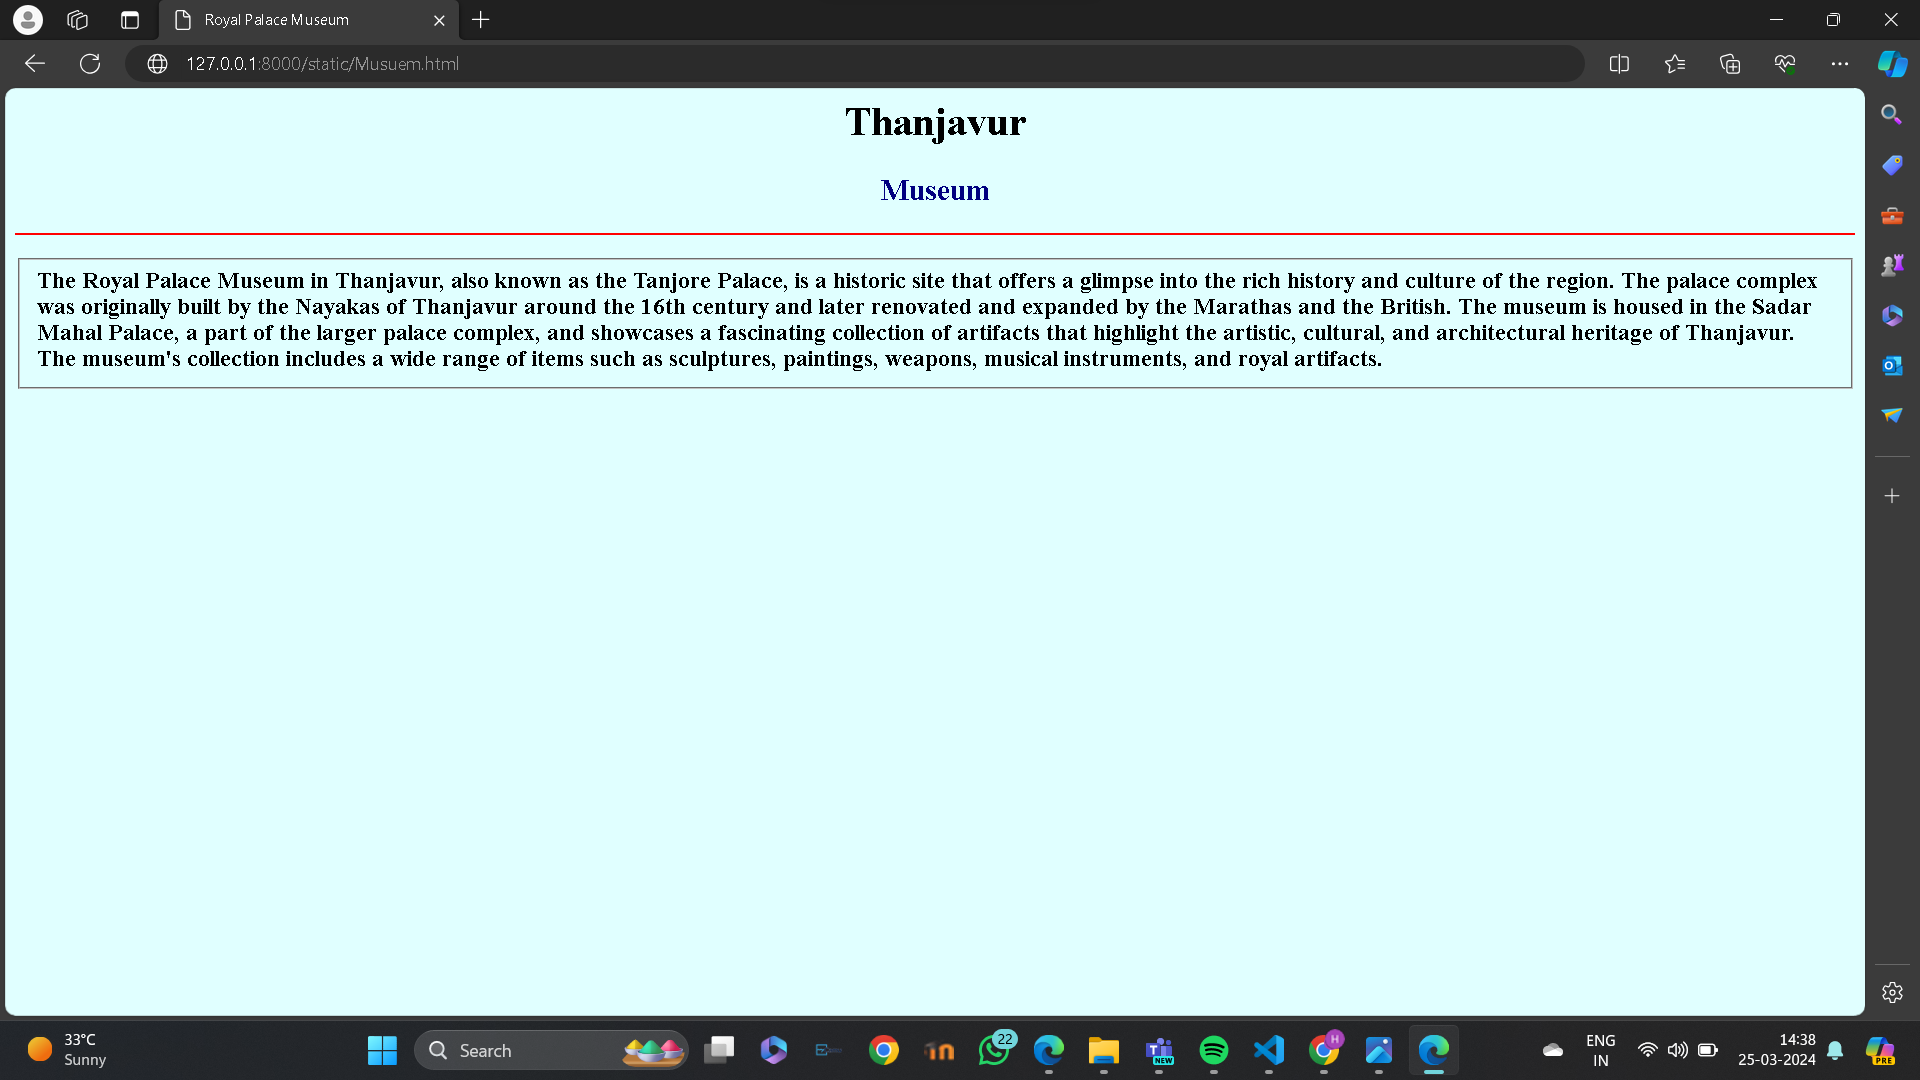 Royal Palace Museum
127.0.0.1:8000/static/Musuem.html
Thanjavur
Museum
The Royal Palace Museum in Thanjavur, also known as the Tanjore Palace, is a historic site that offers a glimpse into the rich history and culture of the region. The palace complex
was originally built by the Nayakas of Thanjavur around the 16th century and later renovated and expanded by the Marathas and the British. The museum is housed in the Sadar
Mahal Palace, a part of the larger palace complex, and showcases a fascinating collection of artifacts that highlight the artistic, cultural, and architectural heritage of Thanjavur.
The museum's collection includes a wide range of items such as sculptures, paintings, weapons, musical instruments, and royal artifacts.
33°C
Sunny
Search
22
NEW
H
ENG
IN
14:38
25-03-2024
PRE